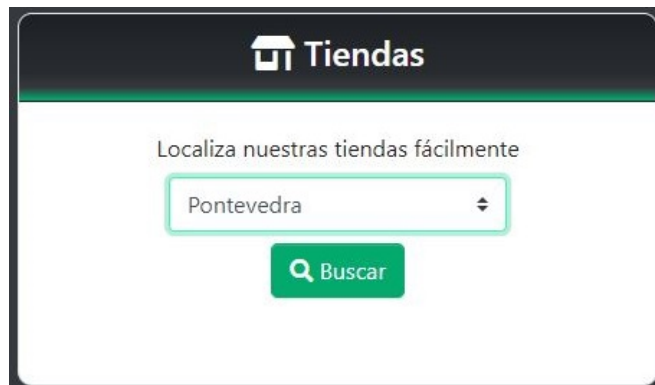 Tiendas
Localiza nuestras tiendas fácilmente
Pontevedra
Buscar